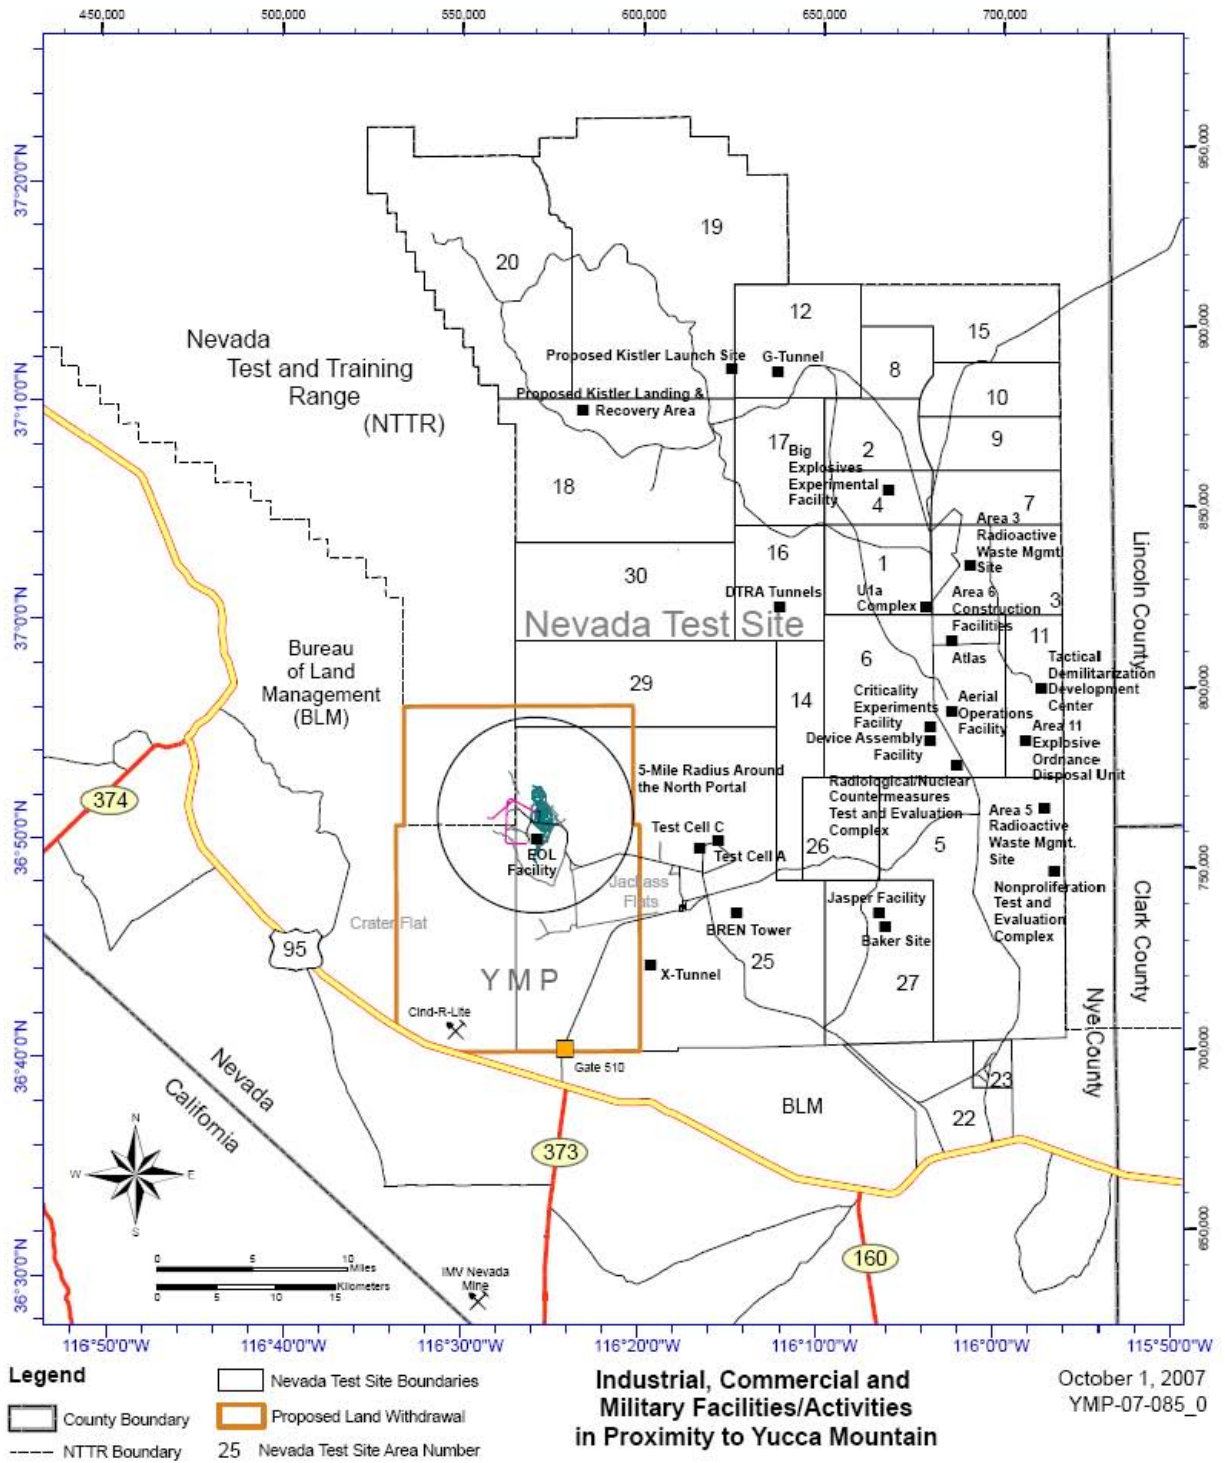 450,000
500,000
550,000
600,000
650,000
700,000
950,000
900,000
850,000
800,000
750,000
700,000
650,000
37°20'0"N
37°10'0"N
37°0'0"N
36°50'0"N
36°40'0"N
36°30'0"N
19
20
12
15
Nevada
Test and Training
Range
(NTTR)
Proposed Kistler Launch Site
G-Tunnel
8
Proposed Kistler Landing &
Recovery Area
10
17
2
9
Big
Explosives
Experimental
Facility
18
4
7
Area 3
Radioactive
Waste Mgmt.
Site
16
1
30
DTRA Tunnels
U1a
Complex
Area 6
Construction
Facilities
3
Nevada Test Site
Lincoln County
Bureau
of Land
Management
(BLM)
6
Atlas
11
Tactical
Demilitarization
Development
Center
29
14
Criticality
Experiments
Facility
Aerial
Operations
Facility
Device Assembly
Facility
Area 11
Explosive
Ordnance
Disposal Unit
5-Mile Radius Around
the North Portal
Radiological/Nuclear
Countermeasures
Test and Evaluation
Complex
374
Test Cell C
Test Cell A
26
5
Area 5
Radioactive
Waste Mgmt.
Site
EOL
Facility
Jackass
Flats
Nonproliferation
Test and
Evaluation
Complex
Jasper Facility
Baker Site
Clark County
Crater Flat
95
BREN Tower
25
YMP
X-Tunnel
27
Cind-R-Lite
Nye County
Gate 510
Nevada
California
BLM
23
22
N
W
E
S
373
160
0 5 10
Miles
Kilometers
0 5 10 15
IMV Nevada
Mine
116°50'0"W
116°40'0"W
116°30'0"W
116°20'0"W
116°10'0"W
116°0'0"W
115°50'0"W
Legend
County Boundary
NTTR Boundary
Nevada Test Site Boundaries
Proposed Land Withdrawal
25 Nevada Test Site Area Number
Industrial, Commercial and
Military Facilities/Activities
in Proximity to Yucca Mountain
October 1, 2007
YMP-07-085_0